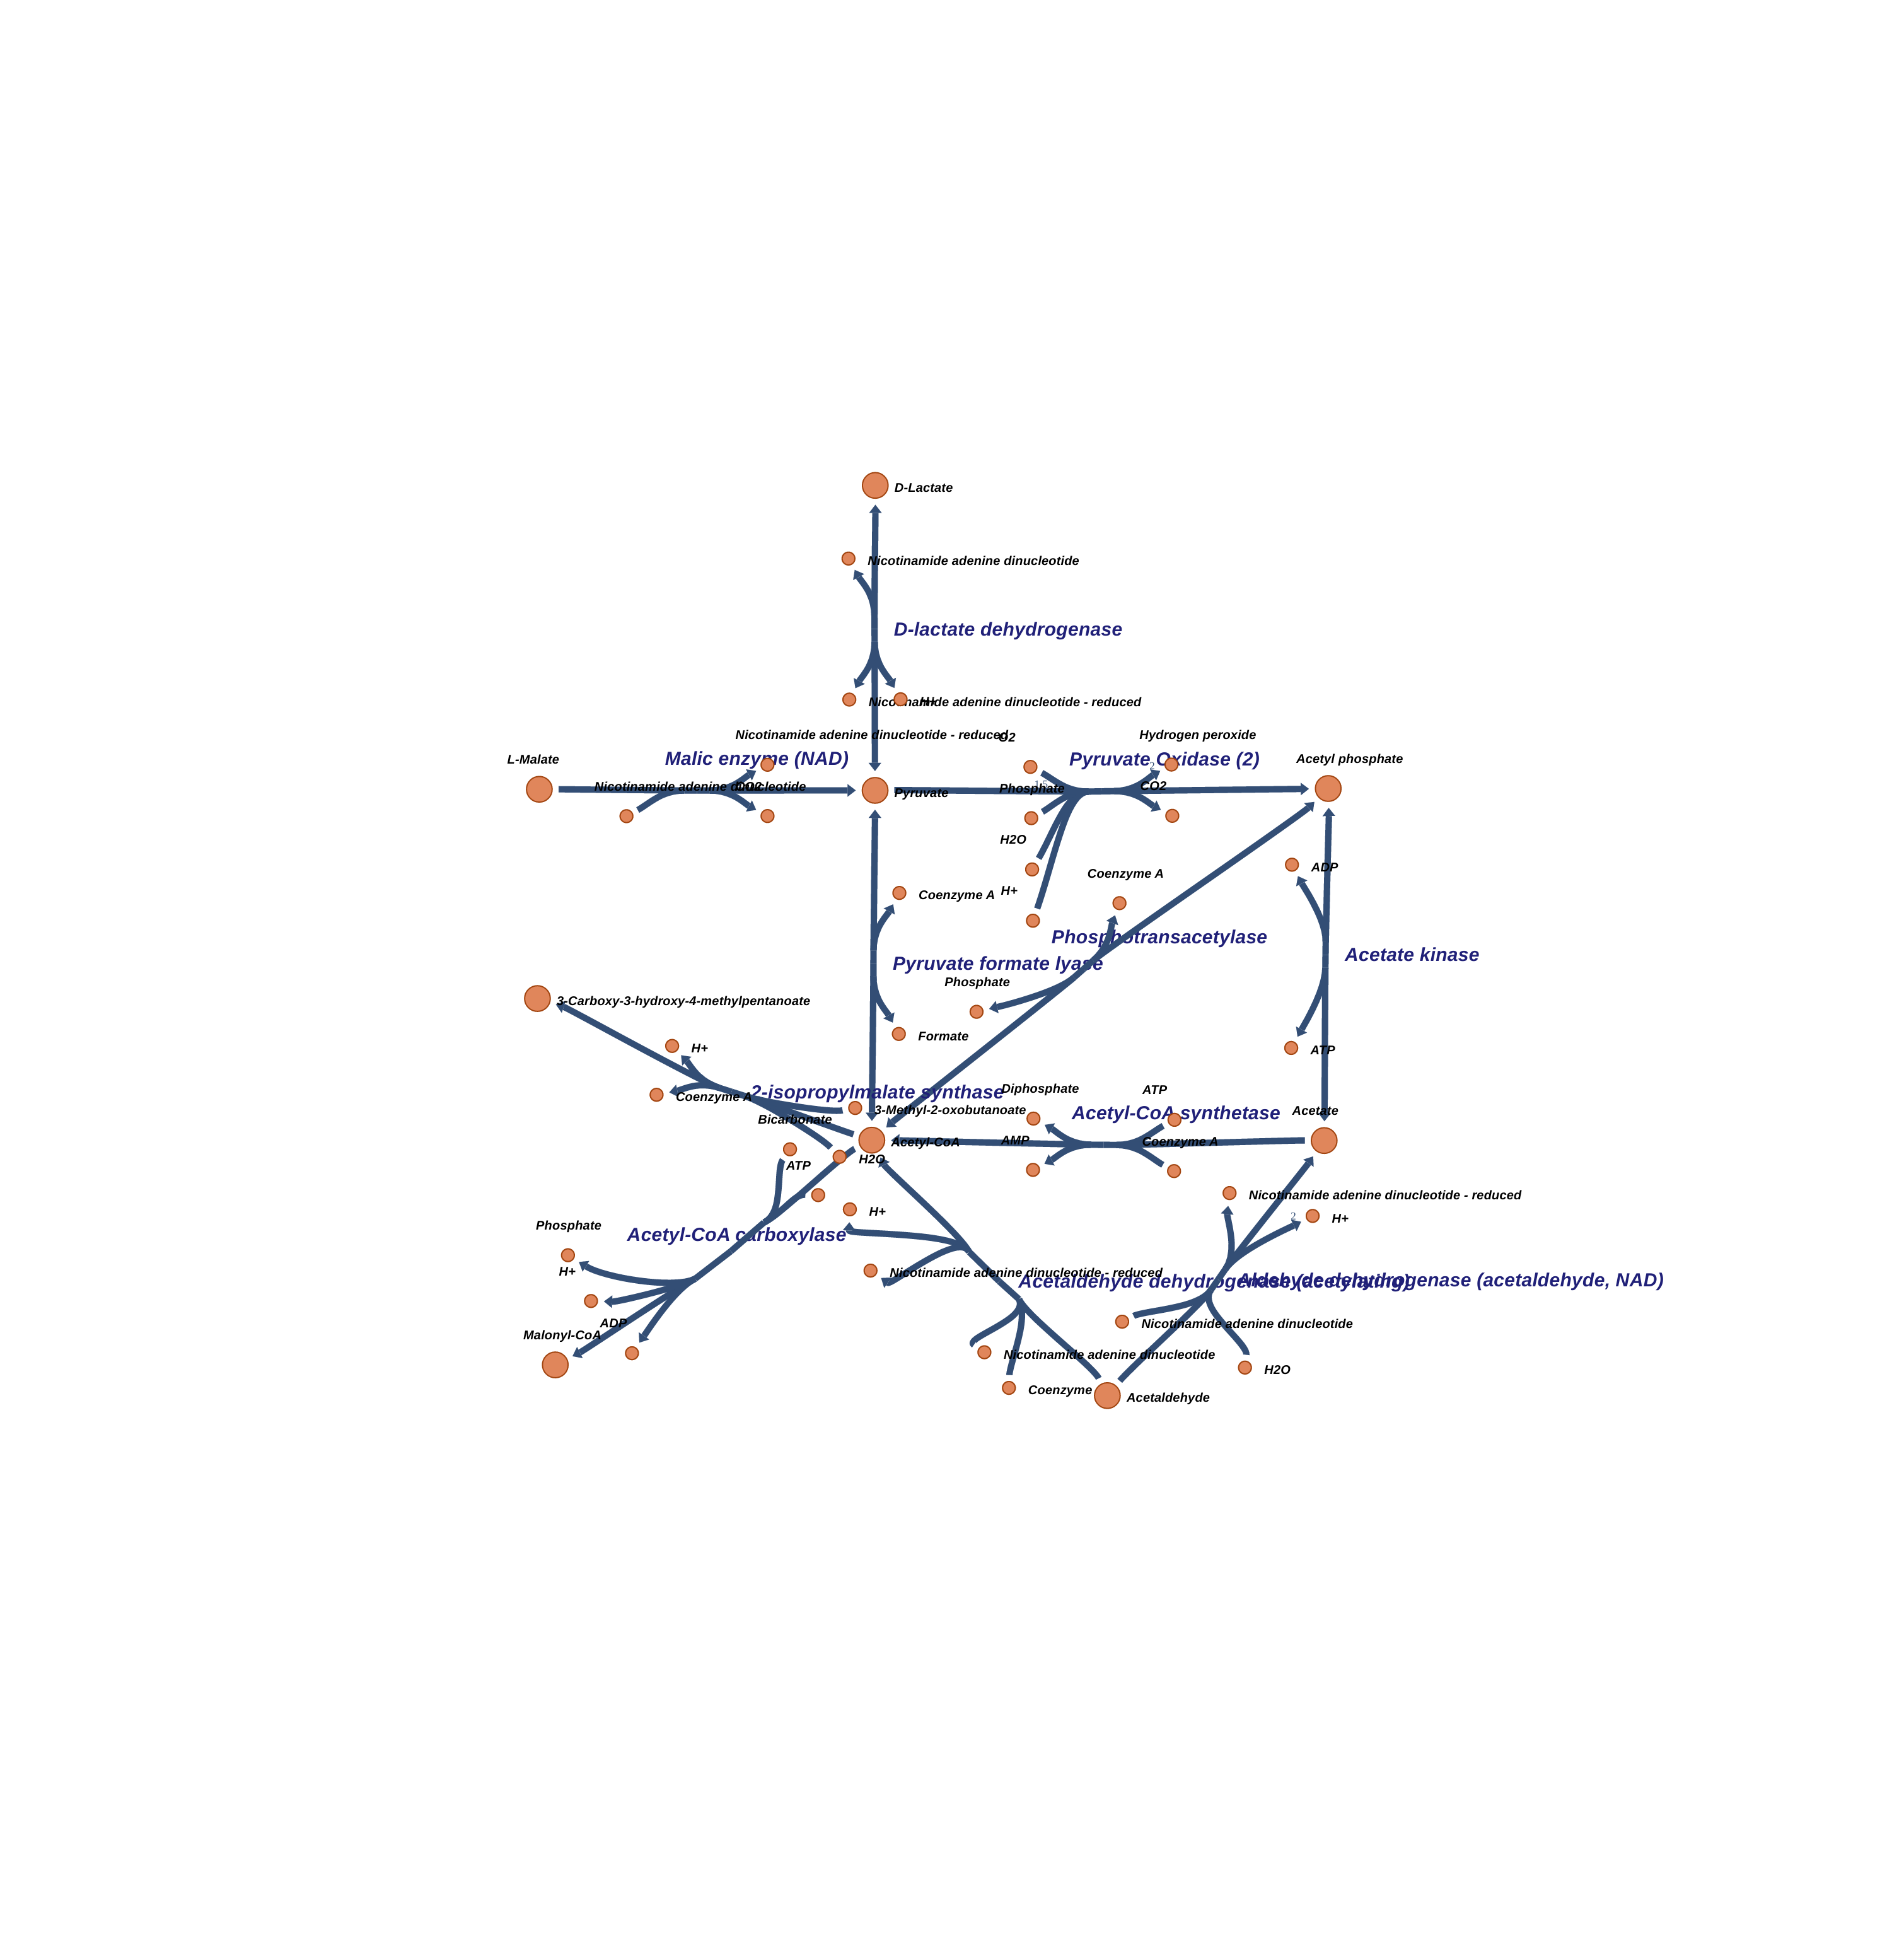 D-Lactate
Nicotinamide adenine dinucleotide
D-lactate dehydrogenase
Nicotinamide adenine dinucleotide - reduced
H+
Nicotinamide adenine dinucleotide - reduced
O2
Hydrogen peroxide
L-Malate
Malic enzyme (NAD)
Pyruvate Oxidase (2)
Acetyl phosphate
2
Nicotinamide adenine dinucleotide
CO2
Pyruvate
1.5
Phosphate
CO2
H2O
ADP
Coenzyme A
Coenzyme A
H+
Phosphotransacetylase
Acetate kinase
Pyruvate formate lyase
Phosphate
3-Carboxy-3-hydroxy-4-methylpentanoate
Formate
H+
ATP
Coenzyme A
2-isopropylmalate synthase
Diphosphate
ATP
3-Methyl-2-oxobutanoate
Acetyl-CoA synthetase
Acetate
Bicarbonate
Acetyl-CoA
AMP
Coenzyme A
ATP
H2O
Nicotinamide adenine dinucleotide - reduced
H+
2
H+
Phosphate
Acetyl-CoA carboxylase
H+
Nicotinamide adenine dinucleotide - reduced
Acetaldehyde dehydrogenase (acetylating)
Aldehyde dehydrogenase (acetaldehyde, NAD)
ADP
Nicotinamide adenine dinucleotide
Malonyl-CoA
Nicotinamide adenine dinucleotide
H2O
Coenzyme
Acetaldehyde